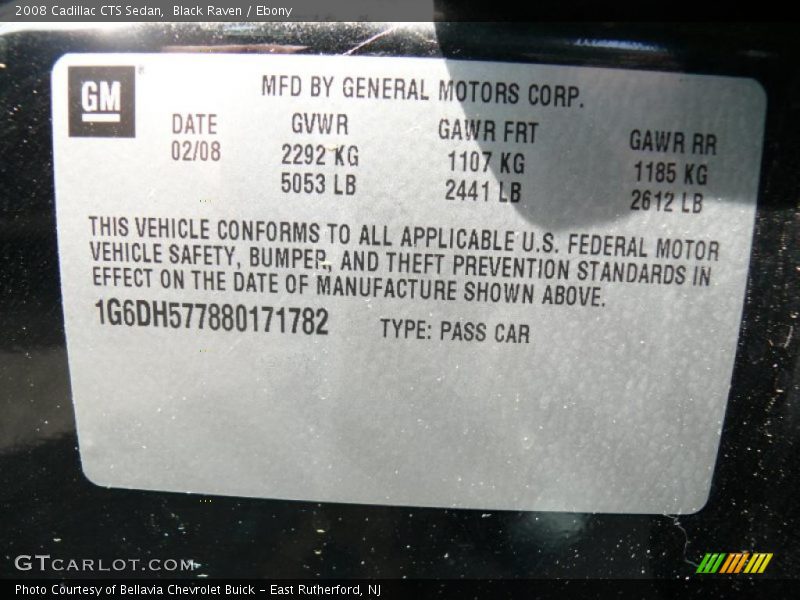 2008 Cadillac CTS Sedan, Black Raven / Ebony
GM
MFD BY GENERAL MOTORS CORP.
DATE GVWR GAWR FRT GAWR RR
02/08 2292 KG 1107 KG 1185 KG
5053 LB 2441 LB 2612 LB
THIS VEHICLE CONFORMS TO ALL APPLICABLE U.S. FEDERAL MOTOR
VEHICLE SAFETY, BUMPER, AND THEFT PREVENTION STANDARDS IN
EFFECT ON THE DATE OF MANUFACTURE SHOWN ABOVE.
1G6DH577880171782 TYPE: PASS CAR
GTCARLOT.COM
Photo Courtesy of Bellavia Chevrolet Buick - East Rutherford, NJ